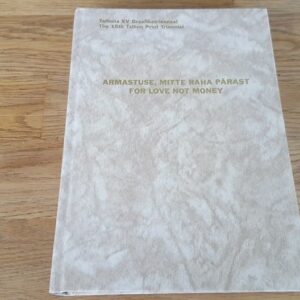 Tallinna XV Graafikatriennaal
The 15th Tallinn Print Triennial
ARMASTUSE, MITTE RAHA PÄRAST
FOR LOVE NOT MONEY